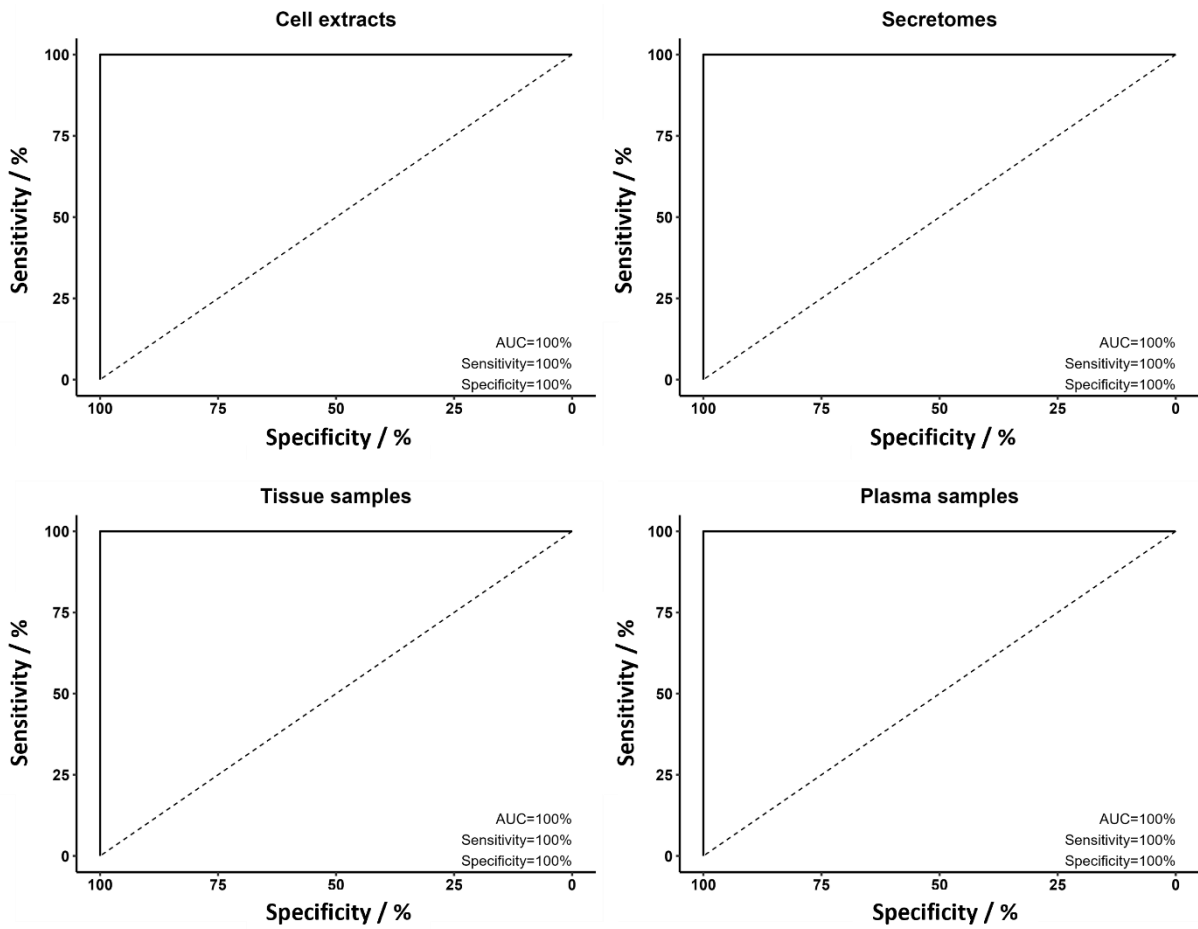 Cell extracts
Sensitivity / %
100
75
50
25
0
AUC=100%
Sensitivity=100%
Specificity=100%
100 75 50 25 0
Specificity / %
Secretomes
Sensitivity / %
100
75
50
25
0
AUC=100%
Sensitivity=100%
Specificity=100%
100 75 50 25 0
Specificity / %
Tissue samples
Sensitivity / %
100
75
50
25
0
AUC=100%
Sensitivity=100%
Specificity=100%
100 75 50 25 0
Specificity / %
Plasma samples
Sensitivity / %
100
75
50
25
0
AUC=100%
Sensitivity=100%
Specificity=100%
100 75 50 25 0
Specificity / %